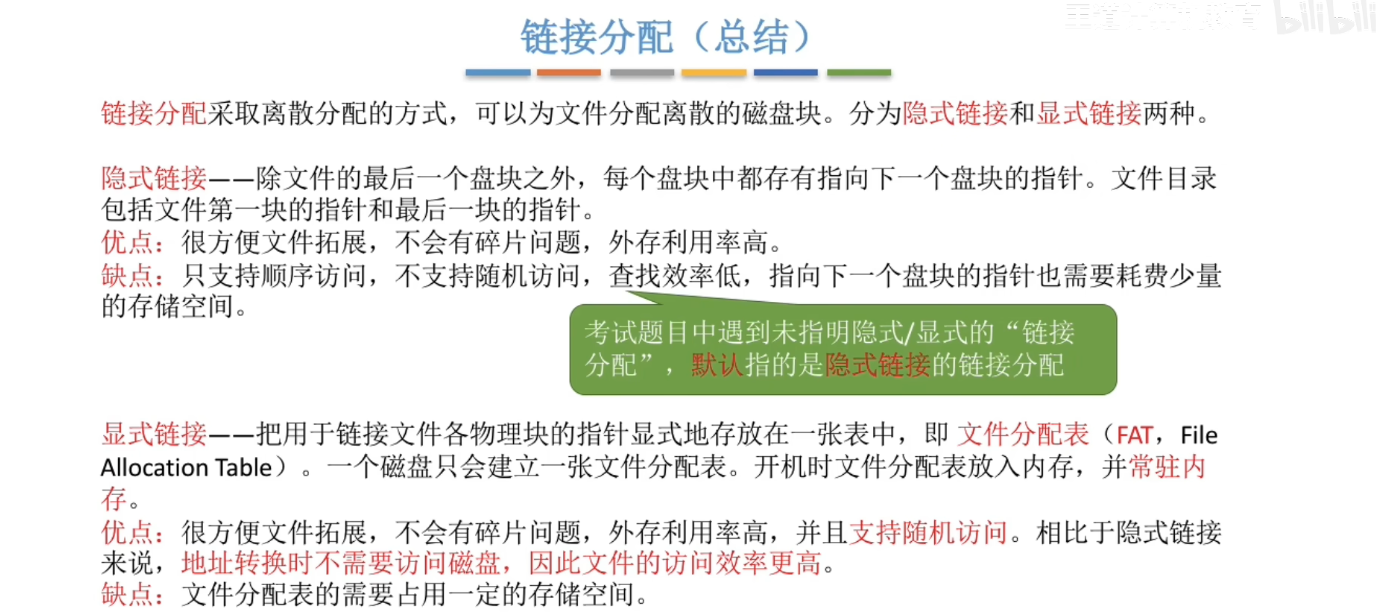 链接分配（总结）
bilibili
链接分配采取离散分配的方式，可以为文件分配离散的磁盘块。分为隐式链接和显式链接两种。
隐式链接——除文件的最后一个盘块之外，每个盘块中都存有指向下一个盘块的指针。文件目录
包括文件第一块的指针和最后一块的指针。
优点：很方便文件拓展，不会有碎片问题，外存利用率高。
缺点：只支持顺序访问，不支持随机访问，查找效率低，指向下一个盘块的指针也需要耗费少量
的存储空间。
考试题目中遇到未指明隐式/显式的“链接
分配”，默认指的是隐式链接的链接分配
显式链接——把用于链接文件各物理块的指针显式地存放在一张表中，即 文件分配表（FAT，File
Allocation Table）。一个磁盘只会建立一张文件分配表。开机时文件分配表放入内存，并常驻内
存。
优点：很方便文件拓展，不会有碎片问题，外存利用率高，并且支持随机访问。相比于隐式链接
来说，地址转换时不需要访问磁盘，因此文件的访问效率更高。
缺点：文件分配表的需要占用一定的存储空间。